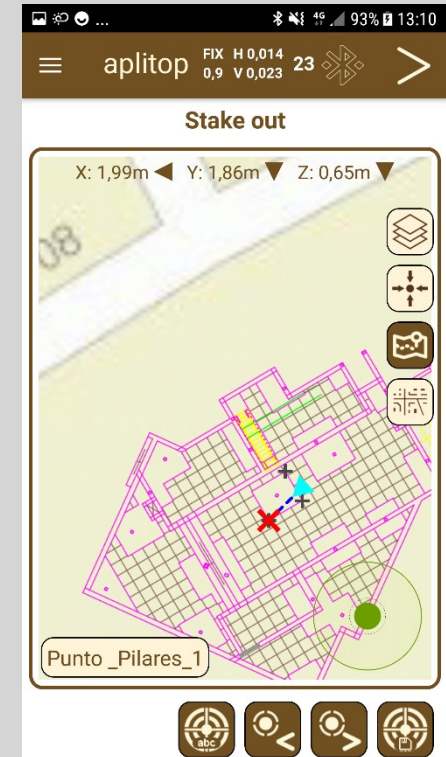 ... 4G 93% 13:10
aplitop FIX H 0,014 23
0,9 V 0,023
Stake out
X: 1,99m Y: 1,86m Z: 0,65m
08
Punto _Pilares_1
abc